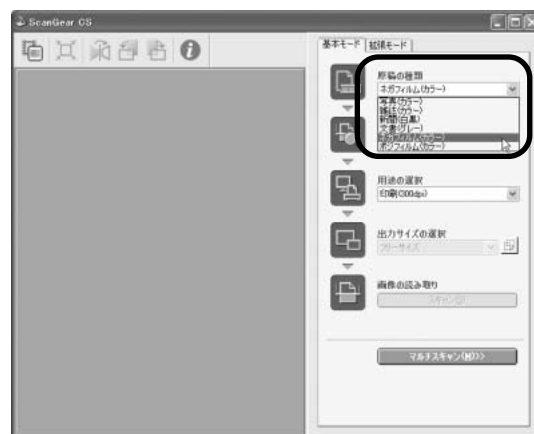 ScanGear CS
基本モード 拡張モード
原稿の種類
ネガフィルム(カラー)
写真(カラー)
雑誌(カラー)
新聞(白黒)
文書(グレー)
ネガフィルム(カラー)
ポジフィルム(カラー)
用途の選択
印刷(300dpi)
出力サイズの選択
フリーサイズ
画像の読み取り
スキャン(S)
マルチスキャン(M)>>